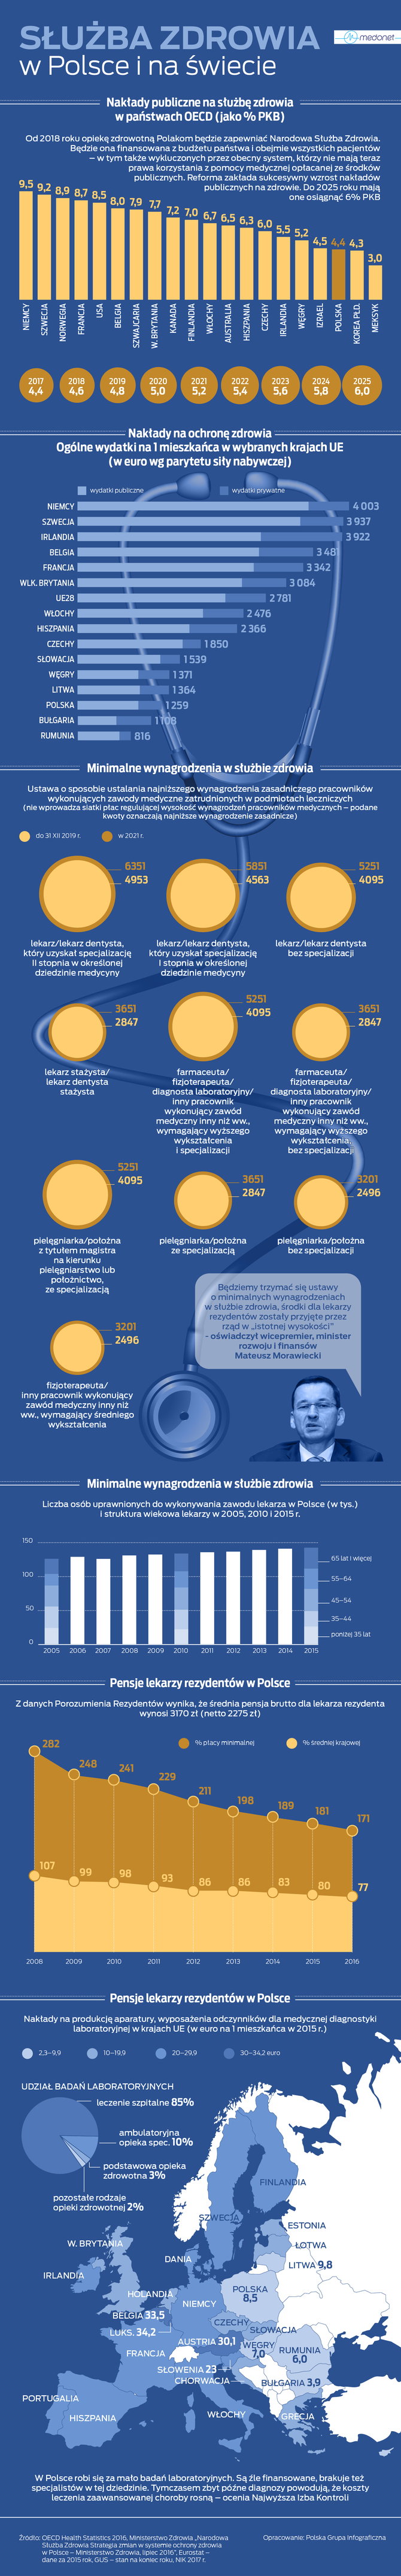 SŁUŻBA ZDROWIA
w Polsce i na świecie
medonet
Nakłady publiczne na służbę zdrowia
w państwach OECD (jako % PKB)
Od 2018 roku opiekę zdrowotną Polakom będzie zapewniać Narodowa Służba Zdrowia.
Będzie ona finansowana z budżetu państwa i obejmie wszystkich pacjentów
– w tym także wykluczonych przez obecny system, którzy nie mają teraz
prawa korzystania z pomocy medycznej opłacanej ze środków
publicznych. Reforma zakłada sukcesywny wzrost nakładów
publicznych na zdrowie. Do 2025 roku mają
one osiągnąć 6% PKB
9,5 9,2 8,9 8,7 8,5 8,0 7,9 7,7 7,2 7,0 6,7 6,5 6,3 6,0 5,5 5,2 4,5 4,4 4,3 3,0
NIEMCY SZWECJA NORWEGIA FRANCJA USA BELGIA SZWAJCARIA W. BRYTANIA KANADA FINLANDIA WŁOCHY AUSTRALIA HISZPANIA CZECHY IRLANDIA WĘGRY IZRAEL POLSKA KOREA PŁD. MEKSYK
2017 2018 2019 2020 2021 2022 2023 2024 2025
4,4 4,6 4,8 5,0 5,2 5,4 5,6 5,8 6,0
Nakłady na ochronę zdrowia
Ogólne wydatki na 1 mieszkańca w wybranych krajach UE
(w euro wg parytetu siły nabywczej)
wydatki publiczne wydatki prywatne
NIEMCY 4 003
SZWECJA 3 937
IRLANDIA 3 922
BELGIA 3 481
FRANCJA 3 342
WLK. BRYTANIA 3 084
UE28 2 781
WŁOCHY 2 476
HISZPANIA 2 366
CZECHY 1 850
SŁOWACJA 1 539
WĘGRY 1 371
LITWA 1 364
POLSKA 1 259
BUŁGARIA 1 108
RUMUNIA 816
Minimalne wynagrodzenia w służbie zdrowia
Ustawa o sposobie ustalania najniższego wynagrodzenia zasadniczego pracowników
wykonujących zawody medyczne zatrudnionych w podmiotach leczniczych
(nie wprowadza siatki płac regulującej wysokość wynagrodzeń pracowników medycznych – podane
kwoty oznaczają najniższe wynagrodzenie zasadnicze)
do 31 XII 2019 r. w 2021 r.
6351
4953
lekarz/lekarz dentysta,
który uzyskał specjalizację
II stopnia w określonej
dziedzinie medycyny
5851
4563
lekarz/lekarz dentysta,
który uzyskał specjalizację
I stopnia w określonej
dziedzinie medycyny
5251
4095
lekarz/lekarz dentysta
bez specjalizacji
3651
2847
lekarz stażysta/
lekarz dentysta
stażysta
5251
4095
farmaceuta/
fizjoterapeuta/
diagnosta laboratoryjny/
inny pracownik
wykonujący zawód
medyczny inny niż ww.,
wymagający wyższego
wykształcenia
i specjalizacji
3651
2847
farmaceuta/
fizjoterapeuta/
diagnosta laboratoryjny/
inny pracownik
wykonujący zawód
medyczny inny niż ww.,
wymagający wyższego
wykształcenia,
bez specjalizacji
5251
4095
pielęgniarka/położna
z tytułem magistra
na kierunku
pielęgniarstwo lub
położnictwo,
ze specjalizacją
3651
2847
pielęgniarka/położna
ze specjalizacją
3201
2496
pielęgniarka/położna
bez specjalizacji
3201
2496
fizjoterapeuta/
inny pracownik wykonujący
zawód medyczny inny niż
ww., wymagający średniego
wykształcenia
Będziemy trzymać się ustawy
o minimalnych wynagrodzeniach
w służbie zdrowia, środki dla lekarzy
rezydentów zostały przyjęte przez
rząd w „istotnej wysokości”
- oświadczył wicepremier, minister
rozwoju i finansów
Mateusz Morawiecki
Minimalne wynagrodzenia w służbie zdrowia
Liczba osób uprawnionych do wykonywania zawodu lekarza w Polsce (w tys.)
i struktura wiekowa lekarzy w 2005, 2010 i 2015 r.
150
100
50
0
65 lat i więcej
55–64
45–54
35–44
poniżej 35 lat
2005 2006 2007 2008 2009 2010 2011 2012 2013 2014 2015
Pensje lekarzy rezydentów w Polsce
Z danych Porozumienia Rezydentów wynika, że średnia pensja brutto dla lekarza rezydenta
wynosi 3170 zł (netto 2275 zł)
% płacy minimalnej % średniej krajowej
282 248 241 229 211 198 189 181 171
107 99 98 93 86 86 83 80 77
2008 2009 2010 2011 2012 2013 2014 2015 2016
Pensje lekarzy rezydentów w Polsce
Nakłady na produkcję aparatury, wyposażenia odczynników dla medycznej diagnostyki
laboratoryjnej w krajach UE (w euro na 1 mieszkańca w 2015 r.)
2,3–9,9 10–19,9 20–29,9 30–34,2 euro
UDZIAŁ BADAŃ LABORATORYJNYCH
leczenie szpitalne 85%
ambulatoryjna
opieka spec. 10%
podstawowa opieka
zdrowotna 3%
pozostałe rodzaje
opieki zdrowotnej 2%
FINLANDIA
SZWECJA
ESTONIA
ŁOTWA
LITWA 9,8
W. BRYTANIA
DANIA
IRLANDIA
HOLANDIA
POLSKA
8,5
NIEMCY
BELGIA 33,5
CZECHY
LUKS. 34,2
SŁOWACJA
AUSTRIA 30,1
WĘGRY
7,0
RUMUNIA
6,0
FRANCJA
SŁOWENIA 23
CHORWACJA
BUŁGARIA 3,9
PORTUGALIA
HISZPANIA
WŁOCHY
GRECJA
W Polsce robi się za mało badań laboratoryjnych. Są źle finansowane, brakuje też
specjalistów w tej dziedzinie. Tymczasem zbyt późne diagnozy powodują, że koszty
leczenia zaawansowanej choroby rosną – ocenia Najwyższa Izba Kontroli
Źródło: OECD Health Statistics 2016, Ministerstwo Zdrowia „Narodowa
Służba Zdrowia Strategia zmian w systemie ochrony zdrowia
w Polsce – Ministerstwo Zdrowia, lipiec 2016”, Eurostat –
dane za 2015 rok, GUS – stan na koniec roku, NIK 2017 r.
Opracowanie: Polska Grupa Infograficzna